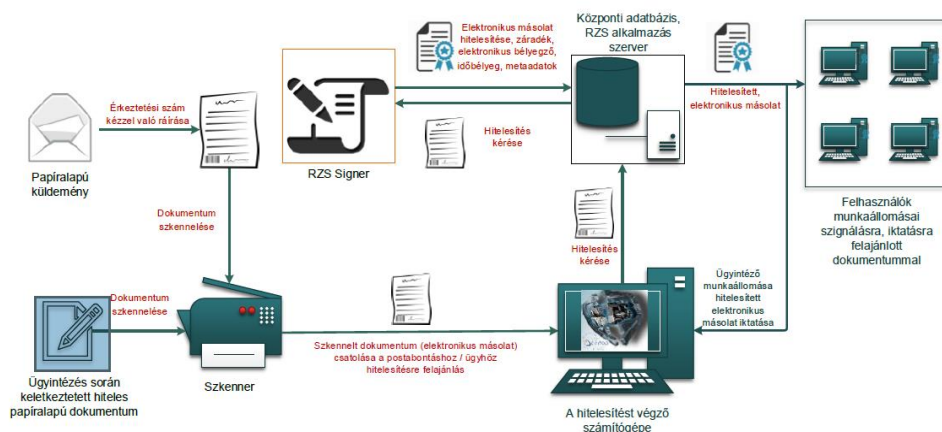 Elektronikus másolat
hitelesítése, záradék,
elektronikus bélyegző,
időbélyeg, metaadatok
Központi adatbázis,
RZS alkalmazás
szerver
Hitelesített,
elektronikus másolat
Érkeztetési szám
kézzel való ráírása
Papíralapú
küldemény
RZS Signer
Hitelesítés
kérése
Felhasználók
munkaállomásai
szignálásra, iktatásra
felajánlott
dokumentummal
Dokumentum
szkennelése
Hitelesítés
kérése
Ügyintéző
munkaállomása
hitelesített
elektronikus
másolat iktatása
Dokumentum
szkennelése
Szkennelt dokumentum (elektronikus másolat)
csatolása a postabontáshoz / ügyhöz
hitelesítésre felajánlás
Ügyintézés során
keletkeztetett hiteles
papíralapú dokumentum
Szkenner
A hitelesítést végző
számítógépe